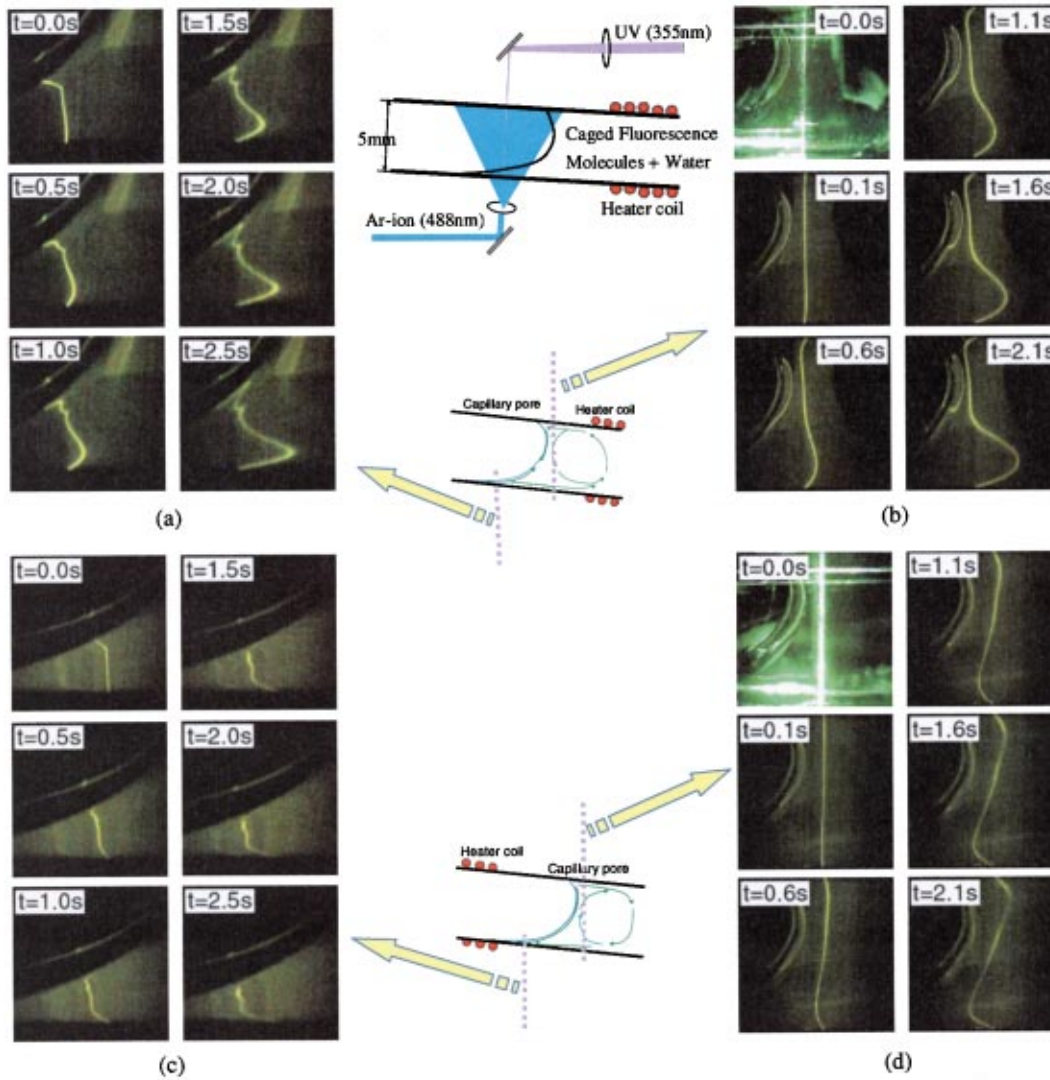 t=0.0s
t=1.5s
t=0.5s
t=2.0s
t=1.0s
t=2.5s
(a)
UV (355nm)
5mm
Caged Fluorescence
Molecules + Water
Heater coil
Ar-ion (488nm)
Capillary pore
Heater coil
t=0.0s
t=1.1s
t=0.1s
t=1.6s
t=0.6s
t=2.1s
(b)
t=0.0s
t=1.5s
t=0.5s
t=2.0s
t=1.0s
t=2.5s
(c)
Heater coil
Capillary pore
t=0.0s
t=1.1s
t=0.1s
t=1.6s
t=0.6s
t=2.1s
(d)